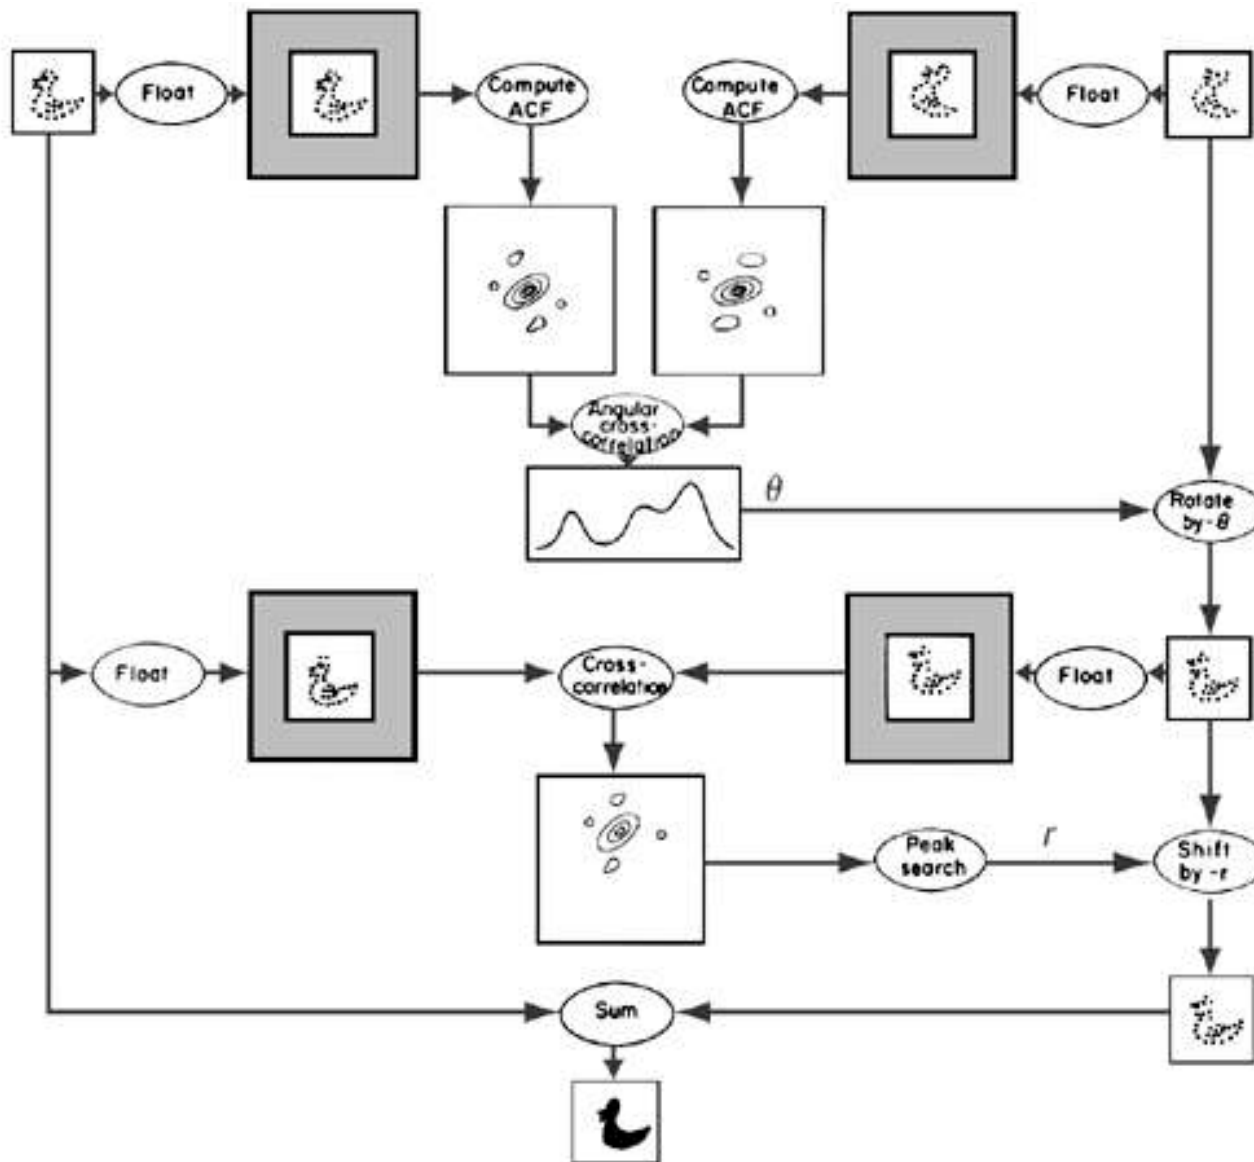 Float
Compute
ACF
Compute
ACF
Float
Angular
cross-
correlation
θ
Rotate
by-θ
Float
Cross-
correlation
Float
Peak
search
r
Shift
by -r
Sum